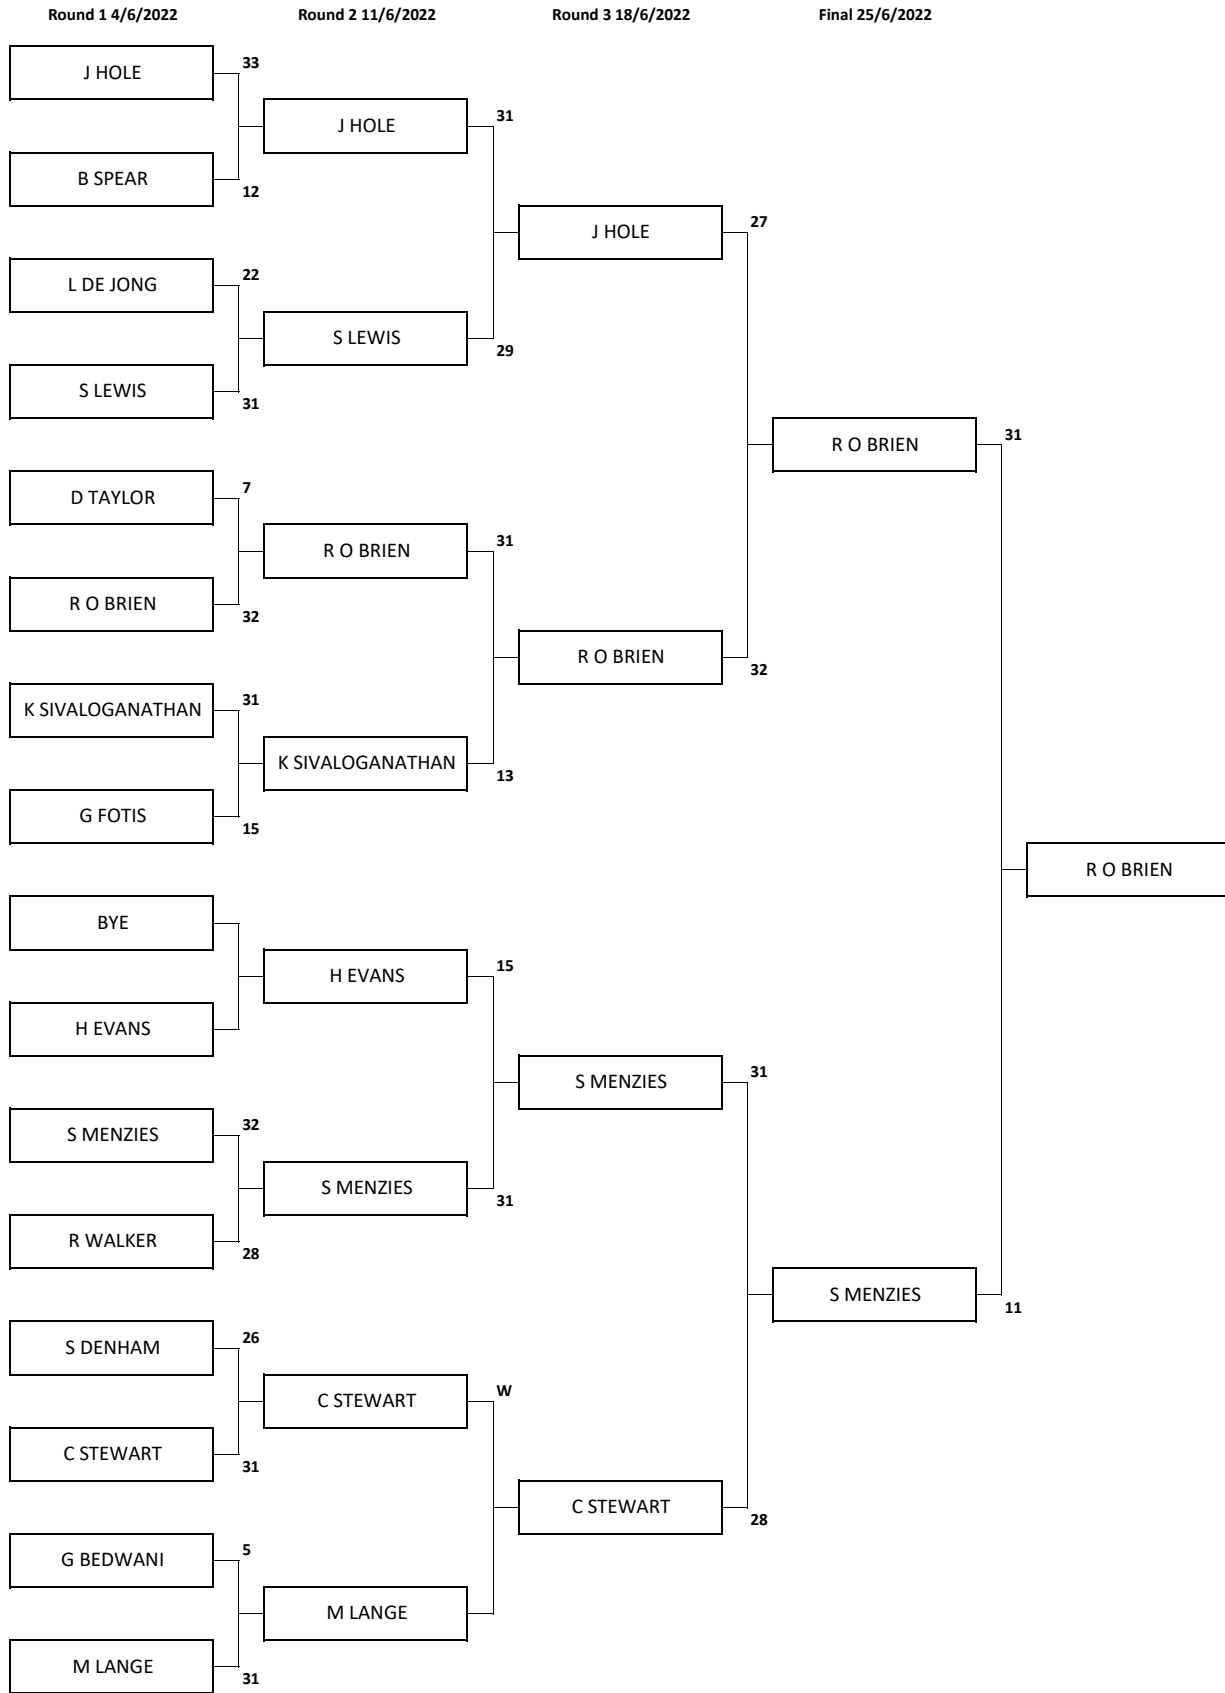 Round 1 4/6/2022
Round 2 11/6/2022
Round 3 18/6/2022
Final 25/6/2022
J HOLE
33
B SPEAR
12
L DE JONG
22
S LEWIS
31
D TAYLOR
7
R O BRIEN
32
K SIVALOGANATHAN
31
G FOTIS
15
BYE
H EVANS
S MENZIES
32
R WALKER
28
S DENHAM
26
C STEWART
31
G BEDWANI
5
M LANGE
31
J HOLE
31
S LEWIS
29
R O BRIEN
31
K SIVALOGANATHAN
13
H EVANS
15
S MENZIES
31
C STEWART
W
M LANGE
J HOLE
27
R O BRIEN
32
S MENZIES
31
C STEWART
28
R O BRIEN
31
S MENZIES
11
R O BRIEN